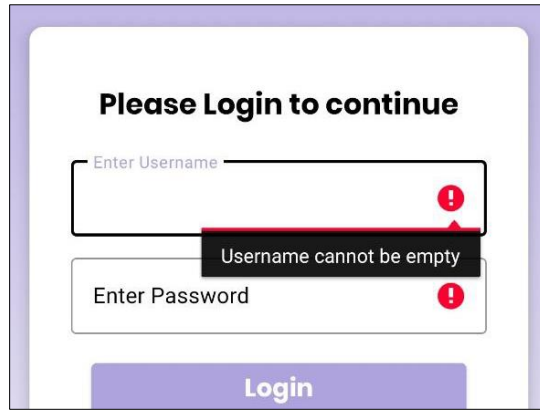 Please Login to continue
Enter Username
Username cannot be empty
Enter Password
Login